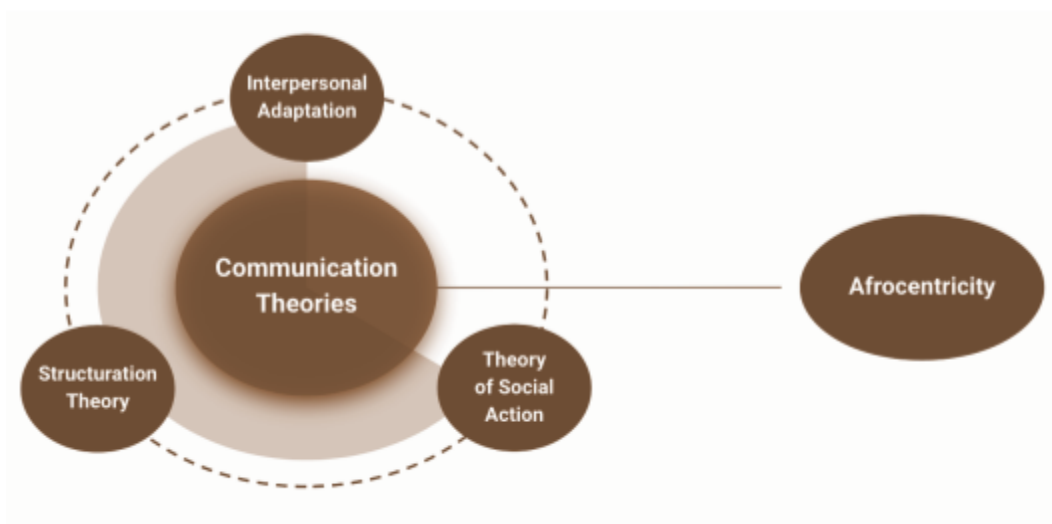 Interpersonal
Adaptation
Communication
Theories
Afrocentricity
Structuration
Theory
Theory
of Social
Action